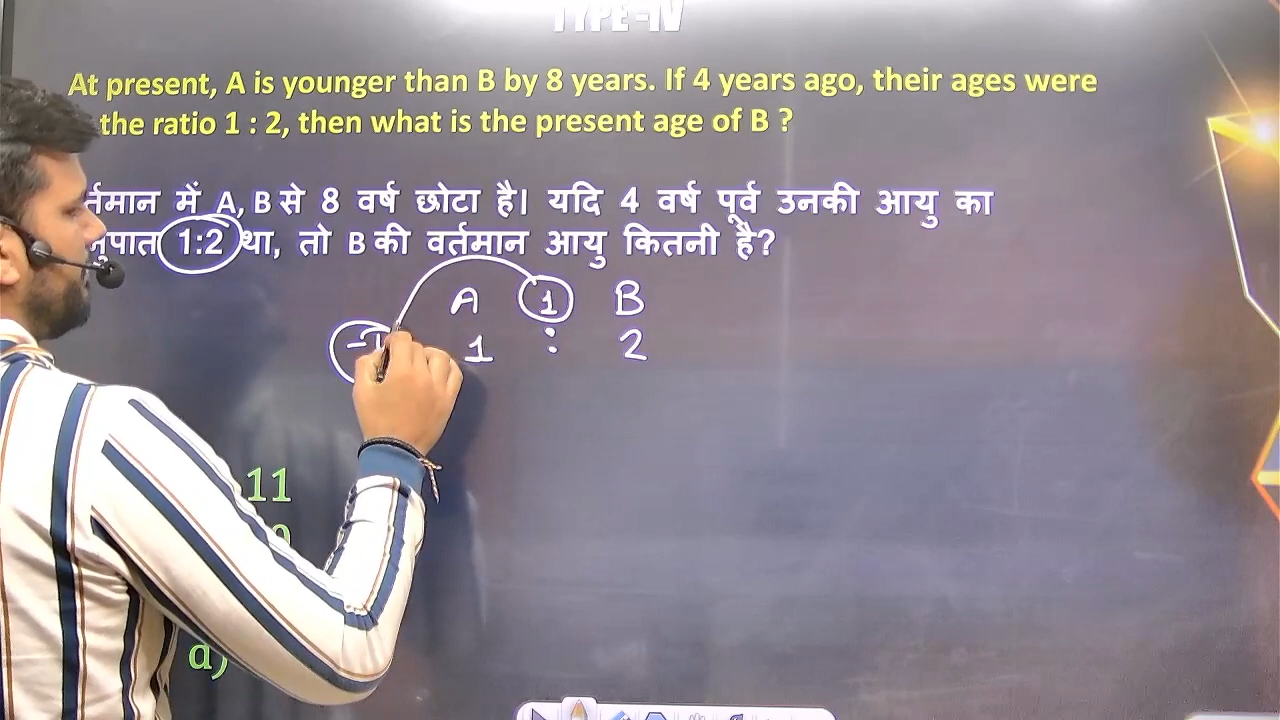 TYPE-IV
At present, A is younger than B by 8 years. If 4 years ago, their ages were
the ratio 1 : 2, then what is the present age of B ?
र्तमान में A, B से 8 वर्ष छोटा है। यदि 4 वर्ष पूर्व उनकी आयु का
नुपात 1:2 था, तो B की वर्तमान आयु कितनी है?
A 1 B
1 : 2
11
d)